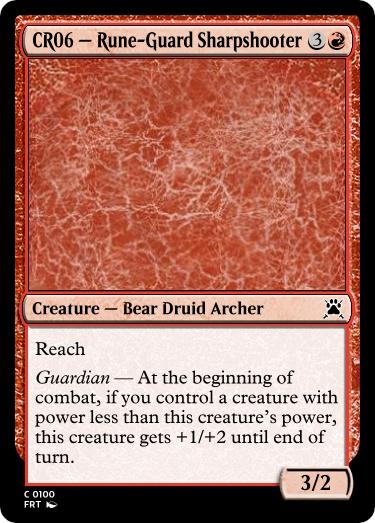 CR06 — Rune-Guard Sharpshooter 3
Creature — Bear Druid Archer
Reach
Guardian — At the beginning of
combat, if you control a creature with
power less than this creature's power,
this creature gets +1/+2 until end of
turn.
3/2
C 0100
FRT